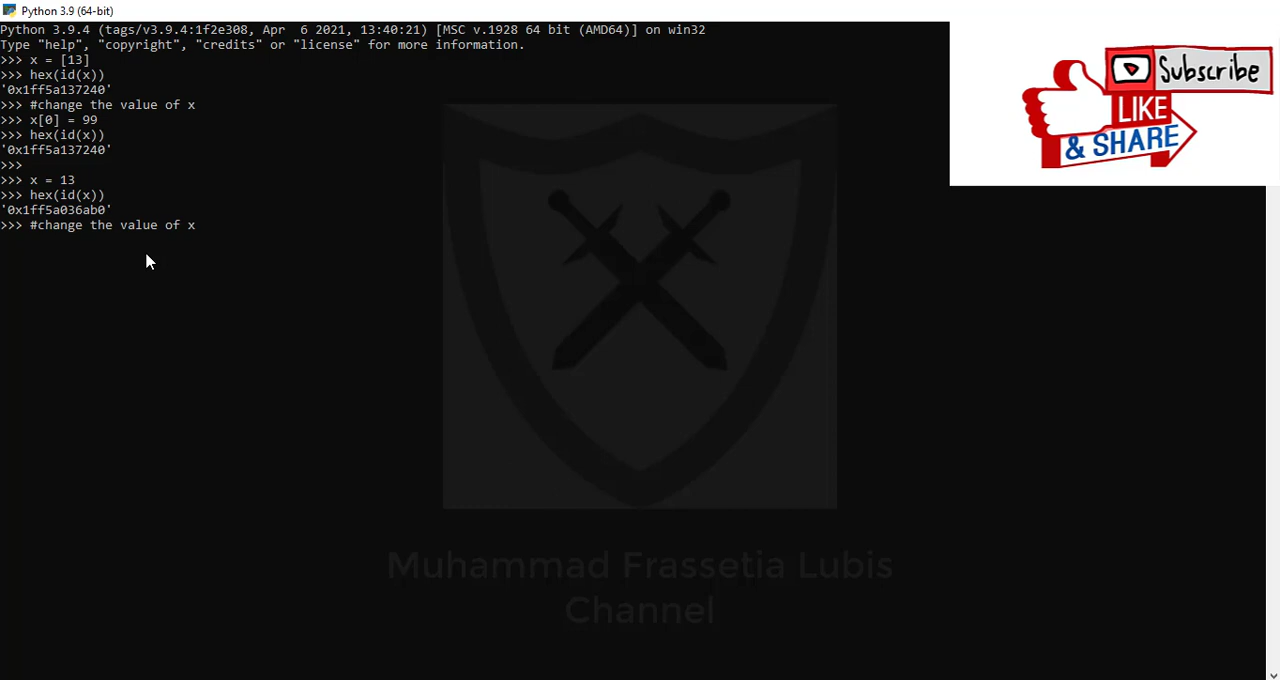 Python 3.9 (64-bit)
Python 3.9.4 (tags/v3.9.4:1f2e308, Apr  6 2021, 13:40:21) [MSC v.1928 64 bit (AMD64)] on win32
Type "help", "copyright", "credits" or "license" for more information.
>>> x = [13]
>>> hex(id(x))
'0x1ff5a137240'
>>> #change the value of x
>>> x[0] = 99
>>> hex(id(x))
'0x1ff5a137240'
>>>
>>> x = 13
>>> hex(id(x))
'0x1ff5a036ab0'
>>> #change the value of x
Subscribe
LIKE
& SHARE
Muhammad Frassetia Lubis
Channel